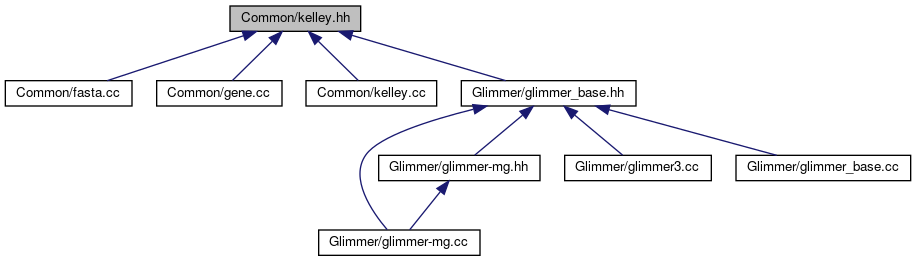 Common/kelley.hh
Common/fasta.cc
Common/gene.cc
Common/kelley.cc
Glimmer/glimmer_base.hh
Glimmer/glimmer-mg.hh
Glimmer/glimmer3.cc
Glimmer/glimmer_base.cc
Glimmer/glimmer-mg.cc